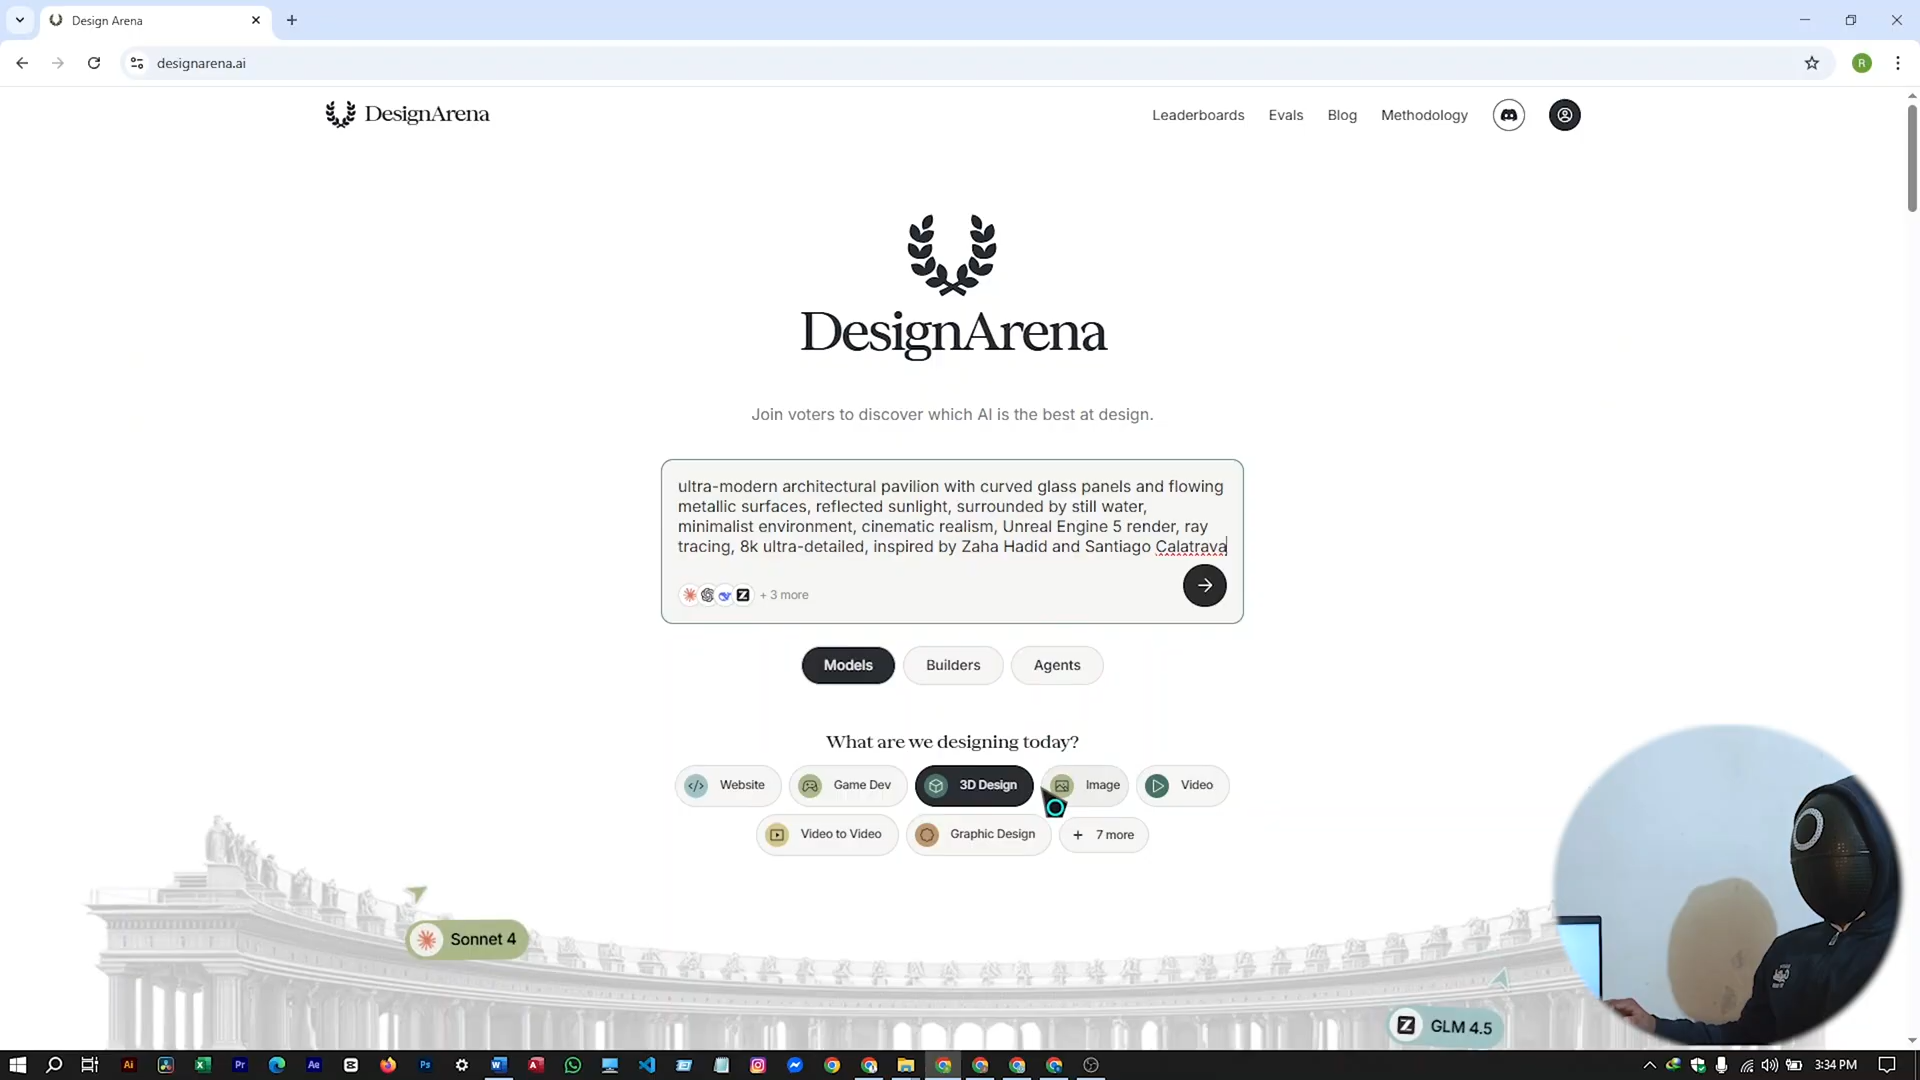 Design Arena
designarena.ai
R
DesignArena
Leaderboards
Evals
Blog
Methodology
DesignArena
Join voters to discover which AI is the best at design.
ultra-modern architectural pavilion with curved glass panels and flowing
metallic surfaces, reflected sunlight, surrounded by still water,
minimalist environment, cinematic realism, Unreal Engine 5 render, ray
tracing, 8k ultra-detailed, inspired by Zaha Hadid and Santiago Calatrava
+ 3 more
Models
Builders
Agents
What are we designing today?
Website
Game Dev
3D Design
Image
Video
Video to Video
Graphic Design
+ 7 more
Sonnet 4
GLM 4.5
Ai
Pr
Ae
Ps
3:34 PM